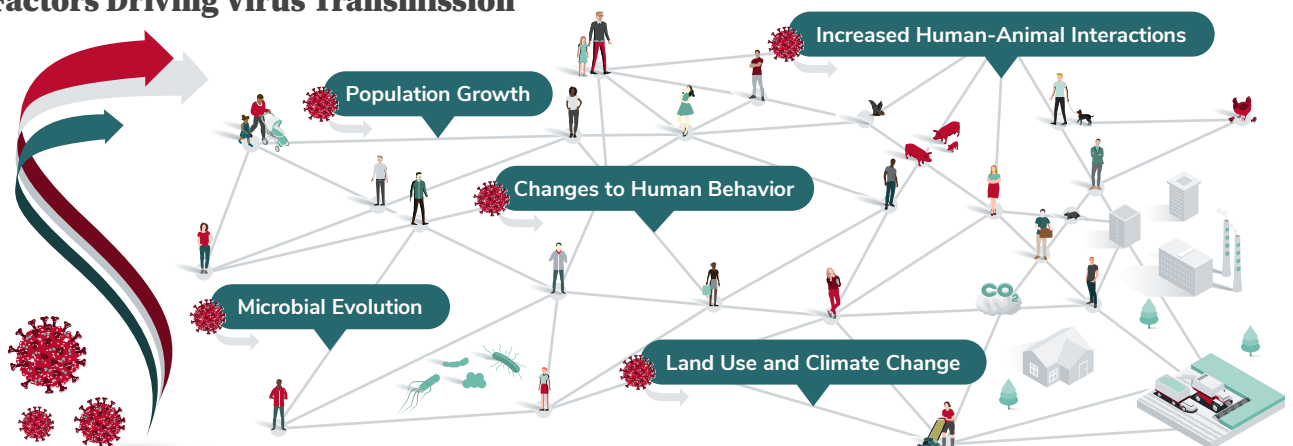 Factors Driving Virus Transmission
Increased Human-Animal Interactions
Population Growth
Changes to Human Behavior
Microbial Evolution
CO2
Land Use and Climate Change